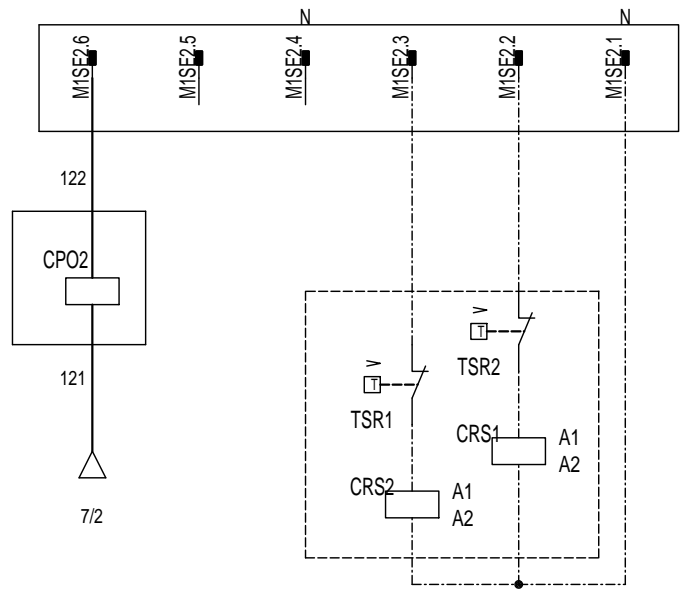 N N
M1SE2.6 M1SE2.5 M1SE2.4 M1SE2.3 M1SE2.2 M1SE2.1
122
CPO2
121
7/2
T
TSR2
T
TSR1
CRS1 A1
A2
CRS2 A1
A2